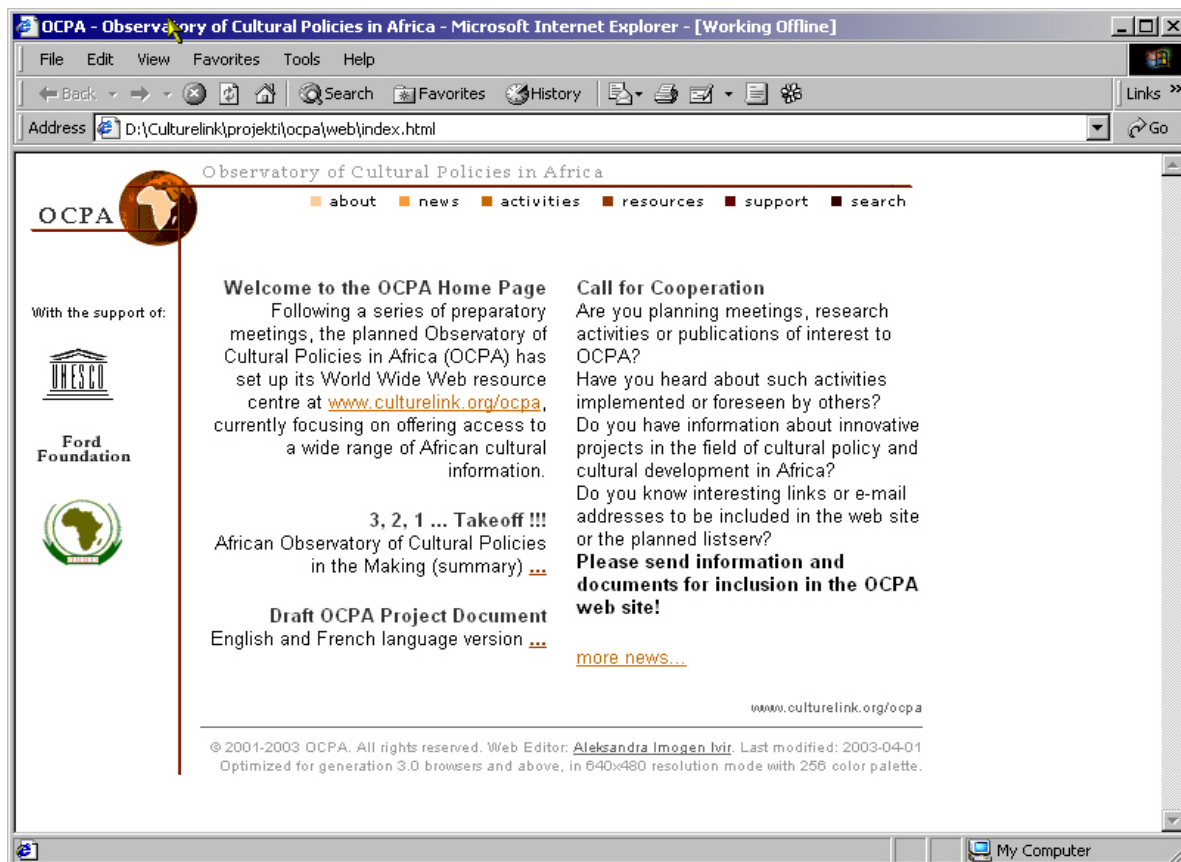 OCPA - Observatory of Cultural Policies in Africa - Microsoft Internet Explorer - [Working Offline]
File Edit View Favorites Tools Help
Back Search Favorites History Links »
Address D:\Culturelink\projekti\ocpa\web\index.html Go
Observatory of Cultural Policies in Africa
OCPA
about news activities resources support search
With the support of:
UNESCO
Ford
Foundation
Welcome to the OCPA Home Page
Following a series of preparatory
meetings, the planned Observatory of
Cultural Policies in Africa (OCPA) has
set up its World Wide Web resource
centre at www.culturelink.org/ocpa,
currently focusing on offering access to
a wide range of African cultural
information.
3, 2, 1 ... Takeoff !!!
African Observatory of Cultural Policies
in the Making (summary) ...
Draft OCPA Project Document
English and French language version ...
Call for Cooperation
Are you planning meetings, research
activities or publications of interest to
OCPA?
Have you heard about such activities
implemented or foreseen by others?
Do you have information about innovative
projects in the field of cultural policy and
cultural development in Africa?
Do you know interesting links or e-mail
addresses to be included in the web site
or the planned listserv?
Please send information and
documents for inclusion in the OCPA
web site!
more news...
www.culturelink.org/ocpa
© 2001-2003 OCPA. All rights reserved. Web Editor: Aleksandra Imogen Ivir. Last modified: 2003-04-01
Optimized for generation 3.0 browsers and above, in 640x480 resolution mode with 256 color palette.
My Computer